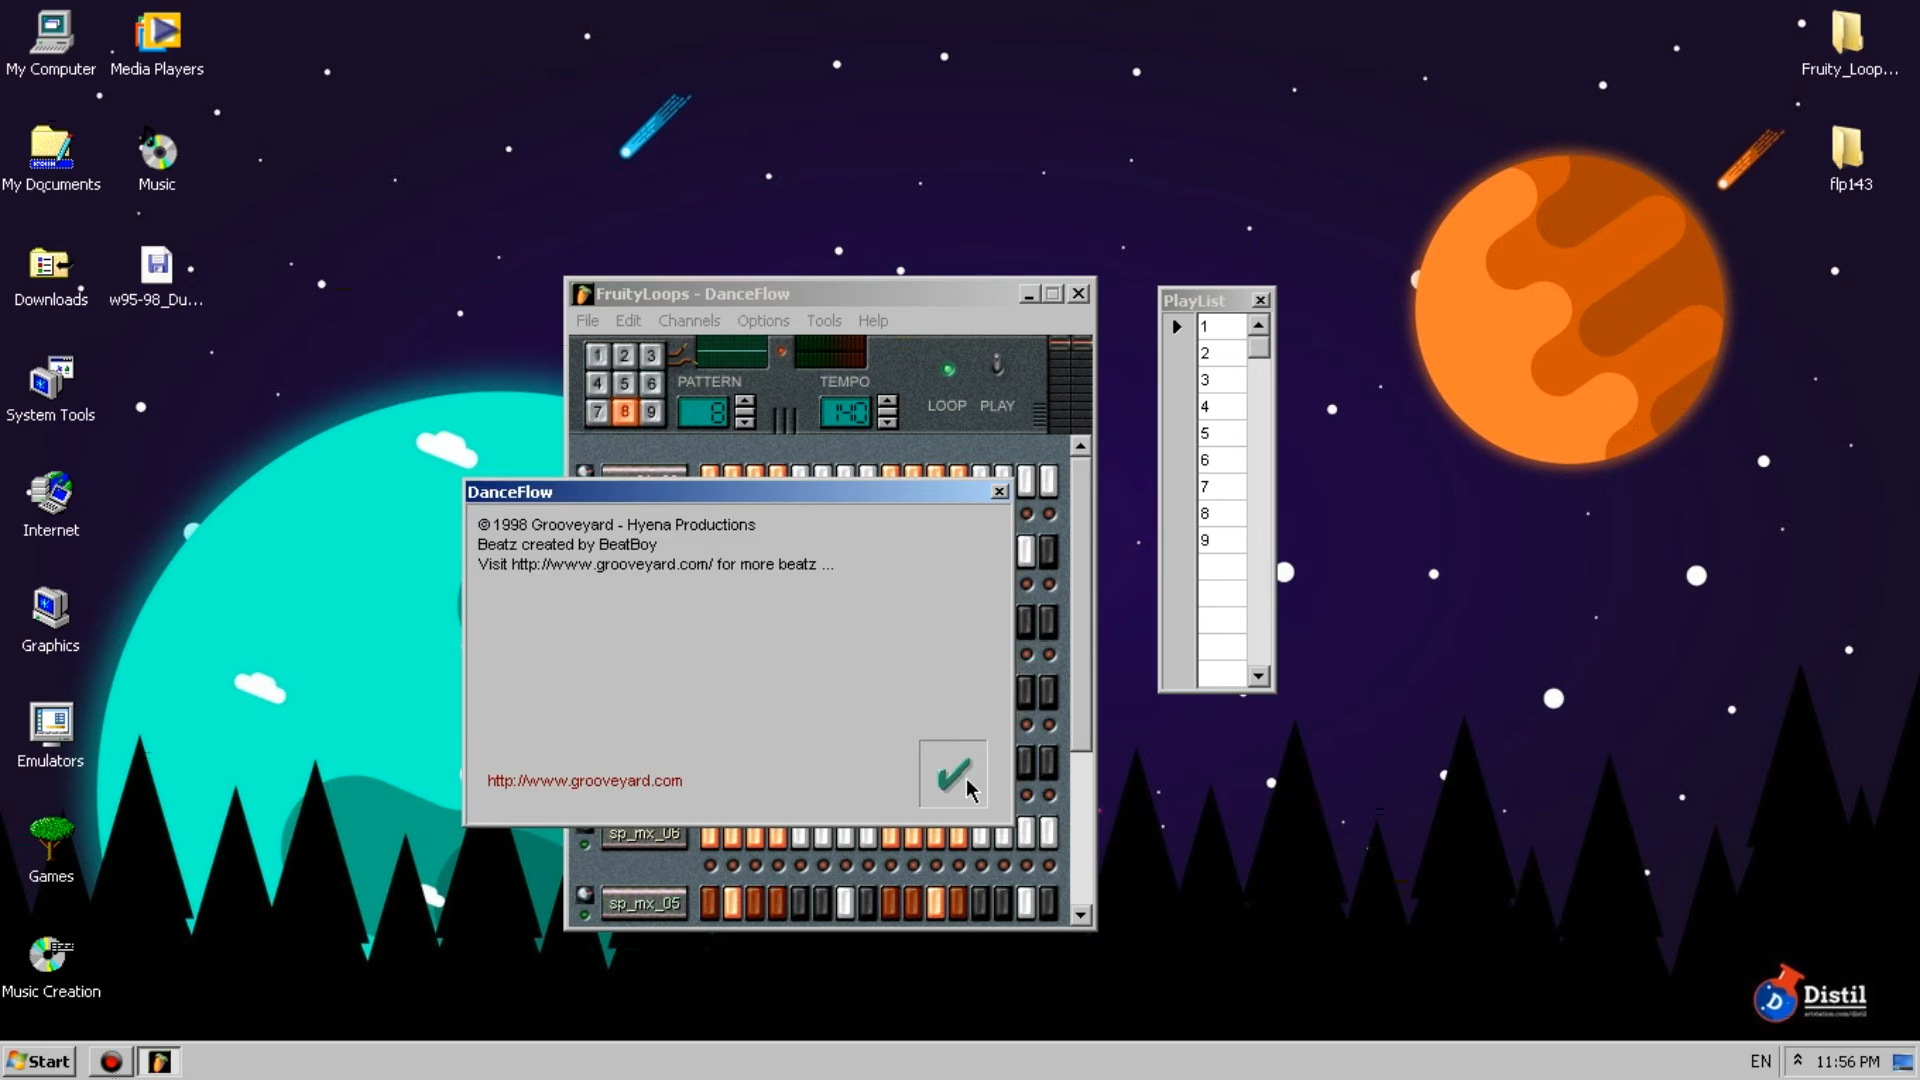 My Computer
Media Players
My Documents
Music
Downloads
w95-98_Du...
System Tools
Internet
Graphics
Emulators
Games
Music Creation
Fruity_Loop...
flp143
FruityLoops - DanceFlow
File Edit Channels Options Tools Help
1 2 3
4 5 6
7 8 9
PATTERN
8
TEMPO
140
LOOP PLAY
DanceFlow
© 1998 Grooveyard - Hyena Productions
Beatz created by BeatBoy
Visit http://www.grooveyard.com/ for more beatz ...
http://www.grooveyard.com
sp_mx_06
sp_mx_05
PlayList
1
2
3
4
5
6
7
8
9
D Distil
Start
EN
11:56 PM